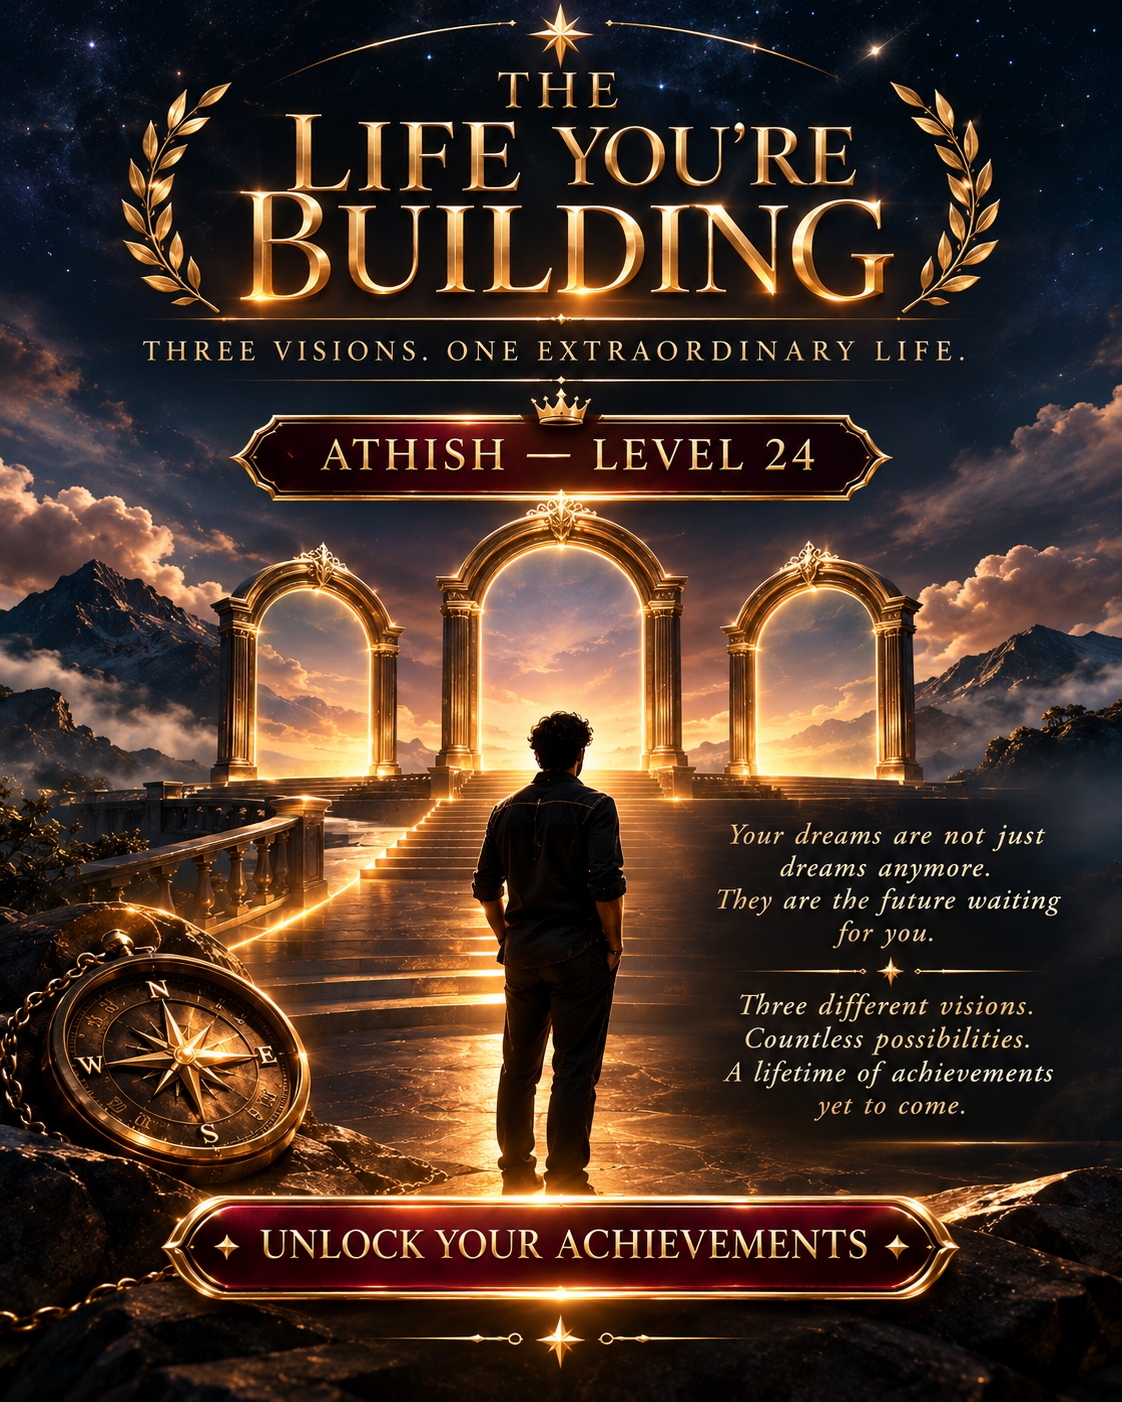 THE
LIFE YOU'RE
BUILDING
THREE VISIONS. ONE EXTRAORDINARY LIFE.
ATHISH — LEVEL 24
Your dreams are not just
dreams anymore.
They are the future waiting
for you.
Three different visions.
Countless possibilities.
A lifetime of achievements
yet to come.
N
W E
S
UNLOCK YOUR ACHIEVEMENTS